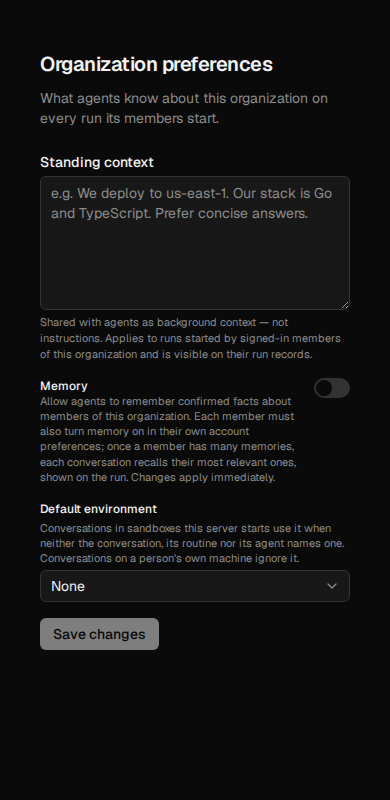 Organization preferences
What agents know about this organization on
every run its members start.
Standing context
e.g. We deploy to us-east-1. Our stack is Go
and TypeScript. Prefer concise answers.
Shared with agents as background context — not
instructions. Applies to runs started by signed-in members
of this organization and is visible on their run records.
Memory
Allow agents to remember confirmed facts about
members of this organization. Each member must
also turn memory on in their own account
preferences; once a member has many memories,
each conversation recalls their most relevant ones,
shown on the run. Changes apply immediately.
Default environment
Conversations in sandboxes this server starts use it when
neither the conversation, its routine nor its agent names one.
Conversations on a person's own machine ignore it.
None
Save changes